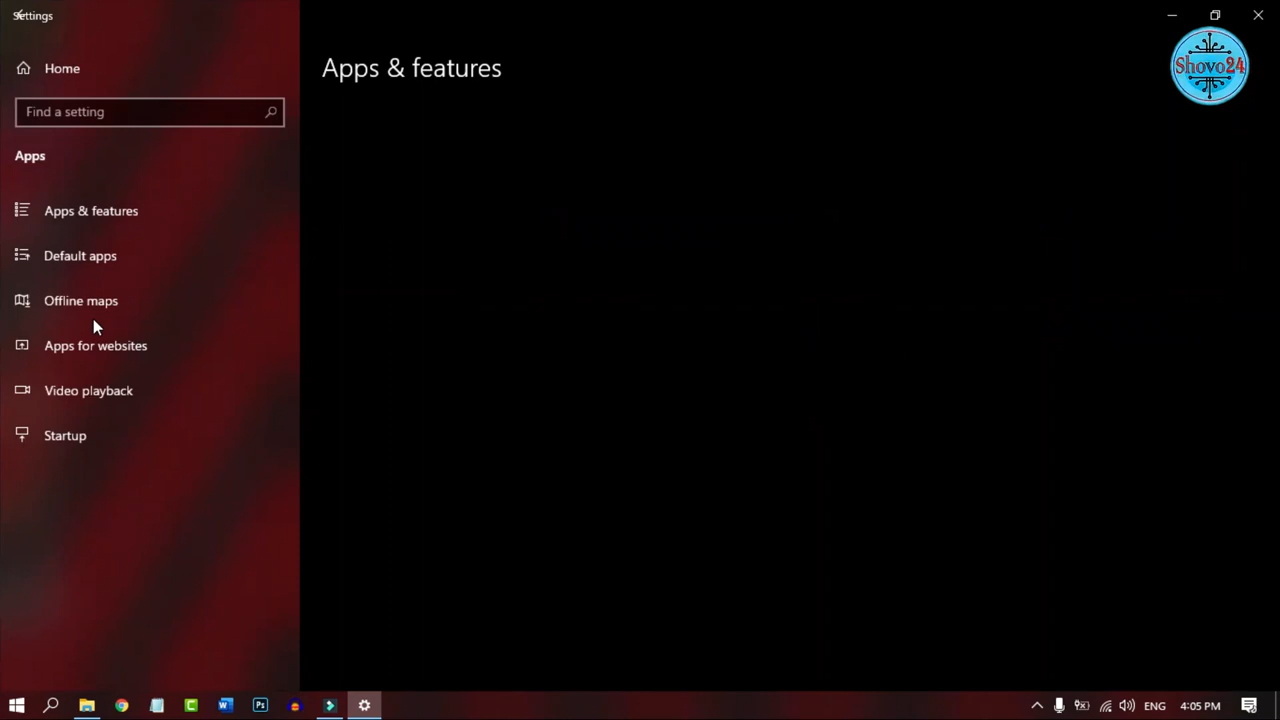 Settings
Home
Apps & features
Shovo24
Find a setting
Apps
Apps & features
Default apps
Offline maps
Apps for websites
Video playback
Startup
W
Ps
ENG
4:05 PM